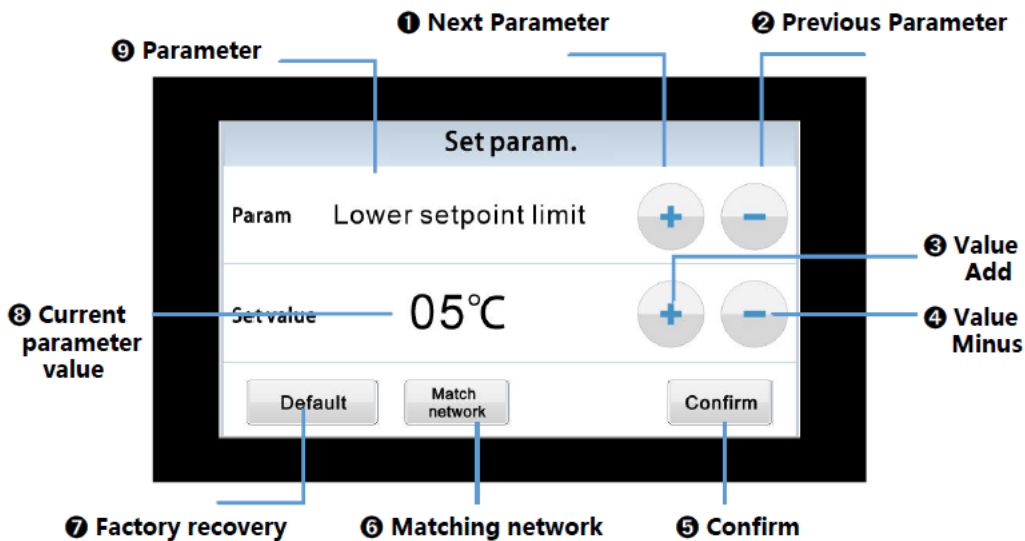 ❶ Next Parameter
❷ Previous Parameter
❾ Parameter
Set param.
Param
Lower setpoint limit
❸ Value
Add
❽ Current
parameter
value
Set value
05℃
❹ Value
Minus
Default
Match
network
Confirm
❼ Factory recovery
❻ Matching network
❺ Confirm